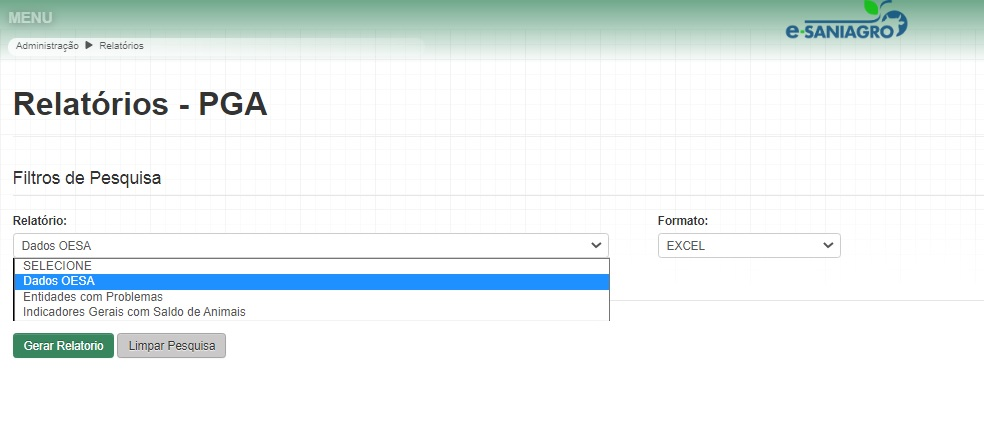 MENU
e-SANIAGRO
Administração ▶ Relatórios
Relatórios - PGA
Filtros de Pesquisa
Relatório:
Formato:
Dados OESA
EXCEL
SELECIONE
Dados OESA
Entidades com Problemas
Indicadores Gerais com Saldo de Animais
Gerar Relatorio
Limpar Pesquisa